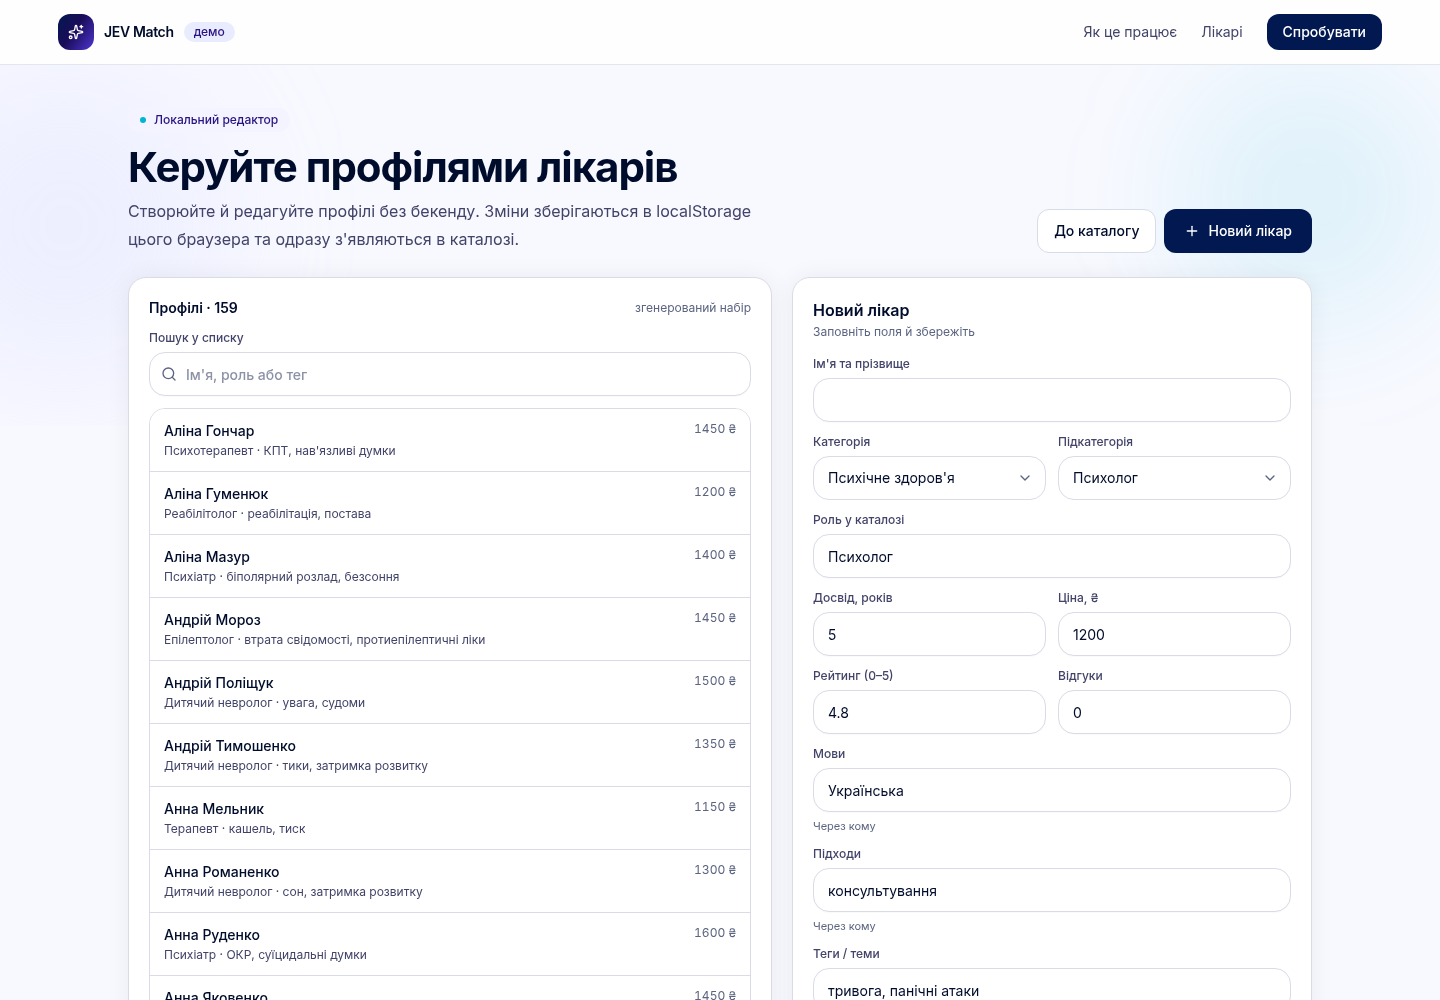 JEV Match
демо
Як це працює
Лікарі
Спробувати
Локальний редактор
Керуйте профілями лікарів
Створюйте й редагуйте профілі без бекенду. Зміни зберігаються в localStorage
цього браузера та одразу з'являються в каталозі.
До каталогу
Новий лікар
Профілі · 159
згенерований набір
Пошук у списку
Ім'я, роль або тег
Аліна Гончар
1450 ₴
Психотерапевт · КПТ, нав'язливі думки
Аліна Гуменюк
1200 ₴
Реабілітолог · реабілітація, постава
Аліна Мазур
1400 ₴
Психіатр · біполярний розлад, безсоння
Андрій Мороз
1450 ₴
Епілептолог · втрата свідомості, протиепілептичні ліки
Андрій Поліщук
1500 ₴
Дитячий невролог · увага, судоми
Андрій Тимошенко
1350 ₴
Дитячий невролог · тики, затримка розвитку
Анна Мельник
1150 ₴
Терапевт · кашель, тиск
Анна Романенко
1300 ₴
Дитячий невролог · сон, затримка розвитку
Анна Руденко
1600 ₴
Психіатр · ОКР, суїцидальні думки
Анна Яковенко
1450 ₴
Новий лікар
Заповніть поля й збережіть
Ім'я та прізвище
Категорія
Підкатегорія
Психічне здоров'я
Психолог
Роль у каталозі
Психолог
Досвід, років
Ціна, ₴
5
1200
Рейтинг (0–5)
Відгуки
4.8
0
Мови
Українська
Через кому
Підходи
консультування
Через кому
Теги / теми
тривога, панічні атаки